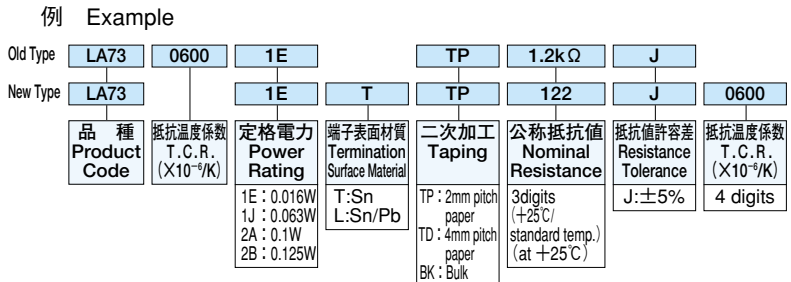 例 Example
Old Type LA73 0600 1E TP 1.2kΩ J
New Type LA73 1E T TP 122 J 0600
品種
Product
Code
抵抗温度係数
T.C.R.
(×10⁻⁶/K)
定格電力
Power
Rating
1E：0.016W
1J：0.063W
2A：0.1W
2B：0.125W
端子表面材質
Termination
Surface Material
T:Sn
L:Sn/Pb
二次加工
Taping
TP：2mm pitch
paper
TD：4mm pitch
paper
BK：Bulk
公称抵抗値
Nominal
Resistance
3digits
(+25℃/
standard temp.)
(at +25℃)
抵抗値許容差
Resistance
Tolerance
J:±5%
抵抗温度係数
T.C.R.
(×10⁻⁶/K)
4 digits